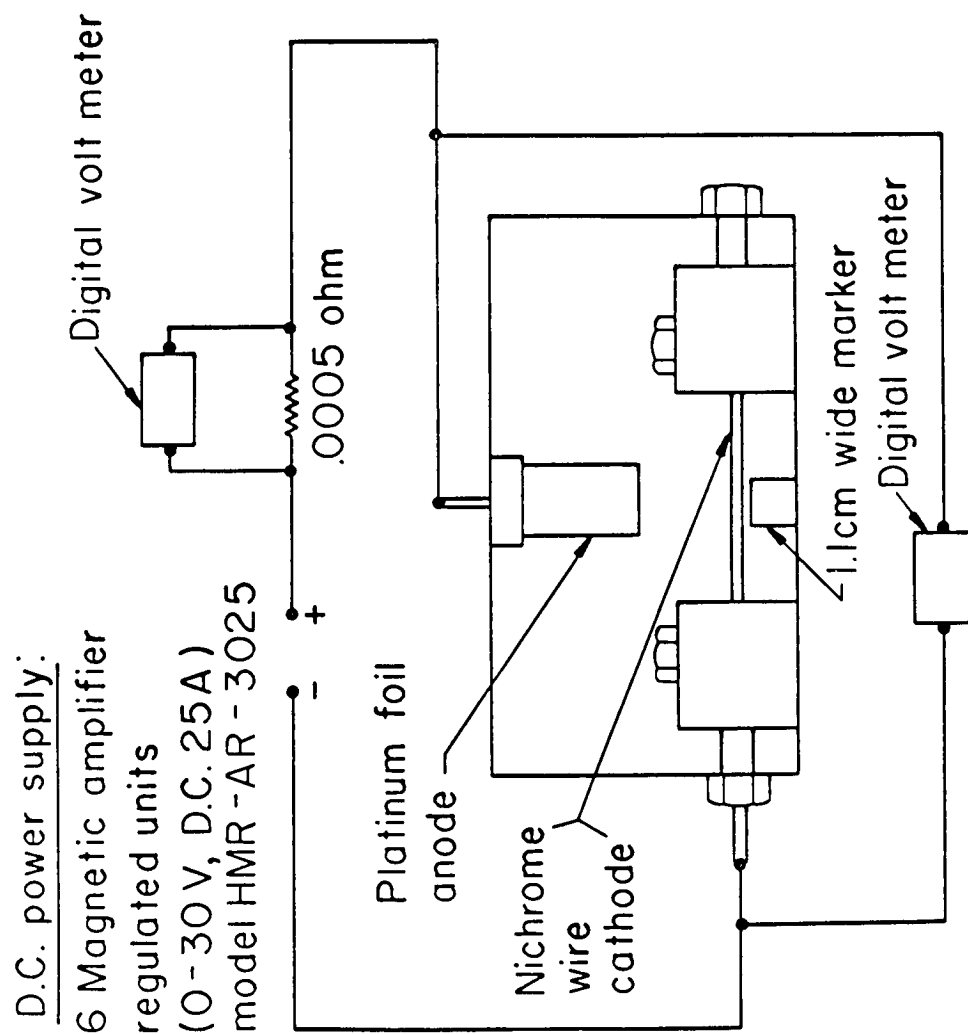 D.C. power supply:
6 Magnetic amplifier
regulated units
(0-30 V, D.C. 25A)
model HMR-AR-3025
Digital volt meter
.0005 ohm
- +
Platinum foil
anode
Nichrome
wire
cathode
1.1cm wide marker
Digital volt meter